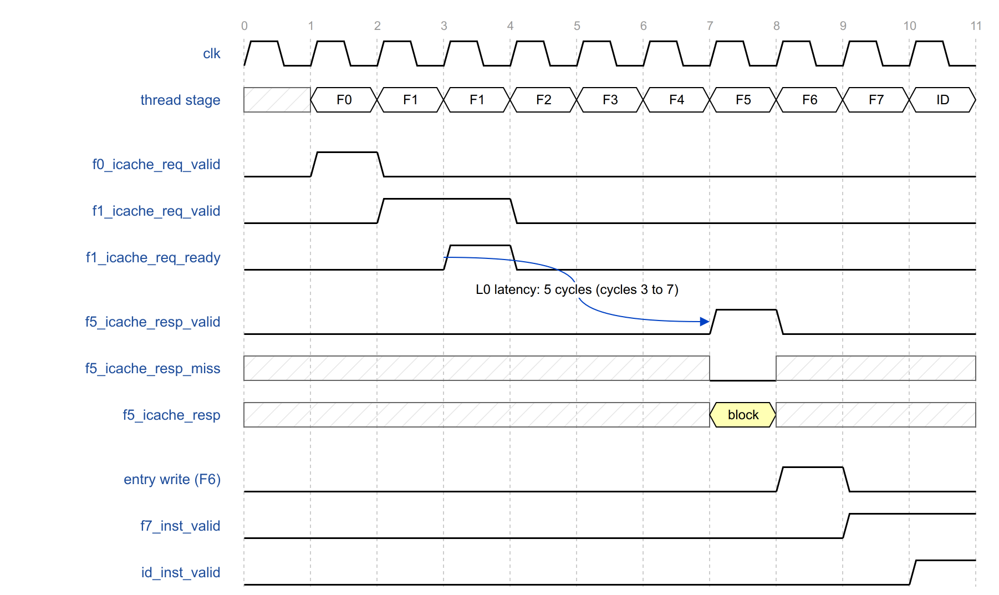 0 1 2 3 4 5 6 7 8 9 10 11
clk
thread stage F0 F1 F1 F2 F3 F4 F5 F6 F7 ID
f0_icache_req_valid
f1_icache_req_valid
f1_icache_req_ready
L0 latency: 5 cycles (cycles 3 to 7)
f5_icache_resp_valid
f5_icache_resp_miss
f5_icache_resp block
entry write (F6)
f7_inst_valid
id_inst_valid